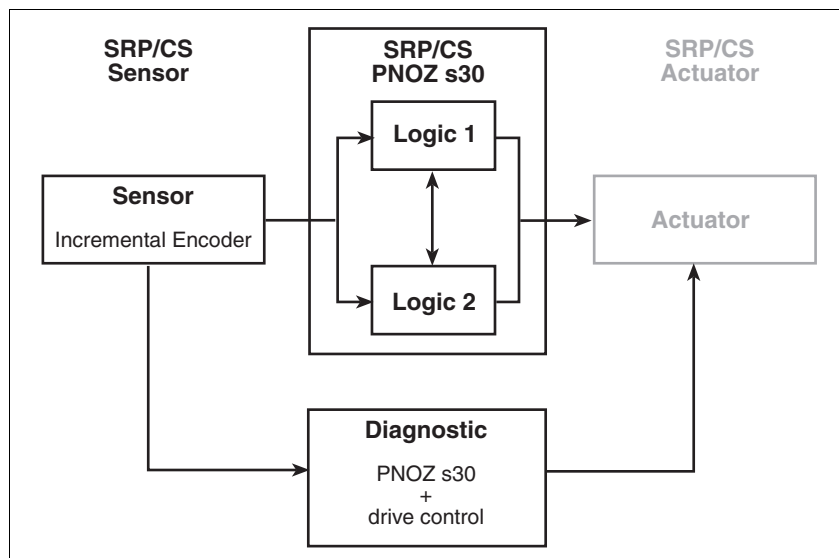 SRP/CS
Sensor
SRP/CS
PNOZ s30
SRP/CS
Actuator
Logic 1
Sensor
Incremental Encoder
Actuator
Logic 2
Diagnostic
PNOZ s30
+
drive control